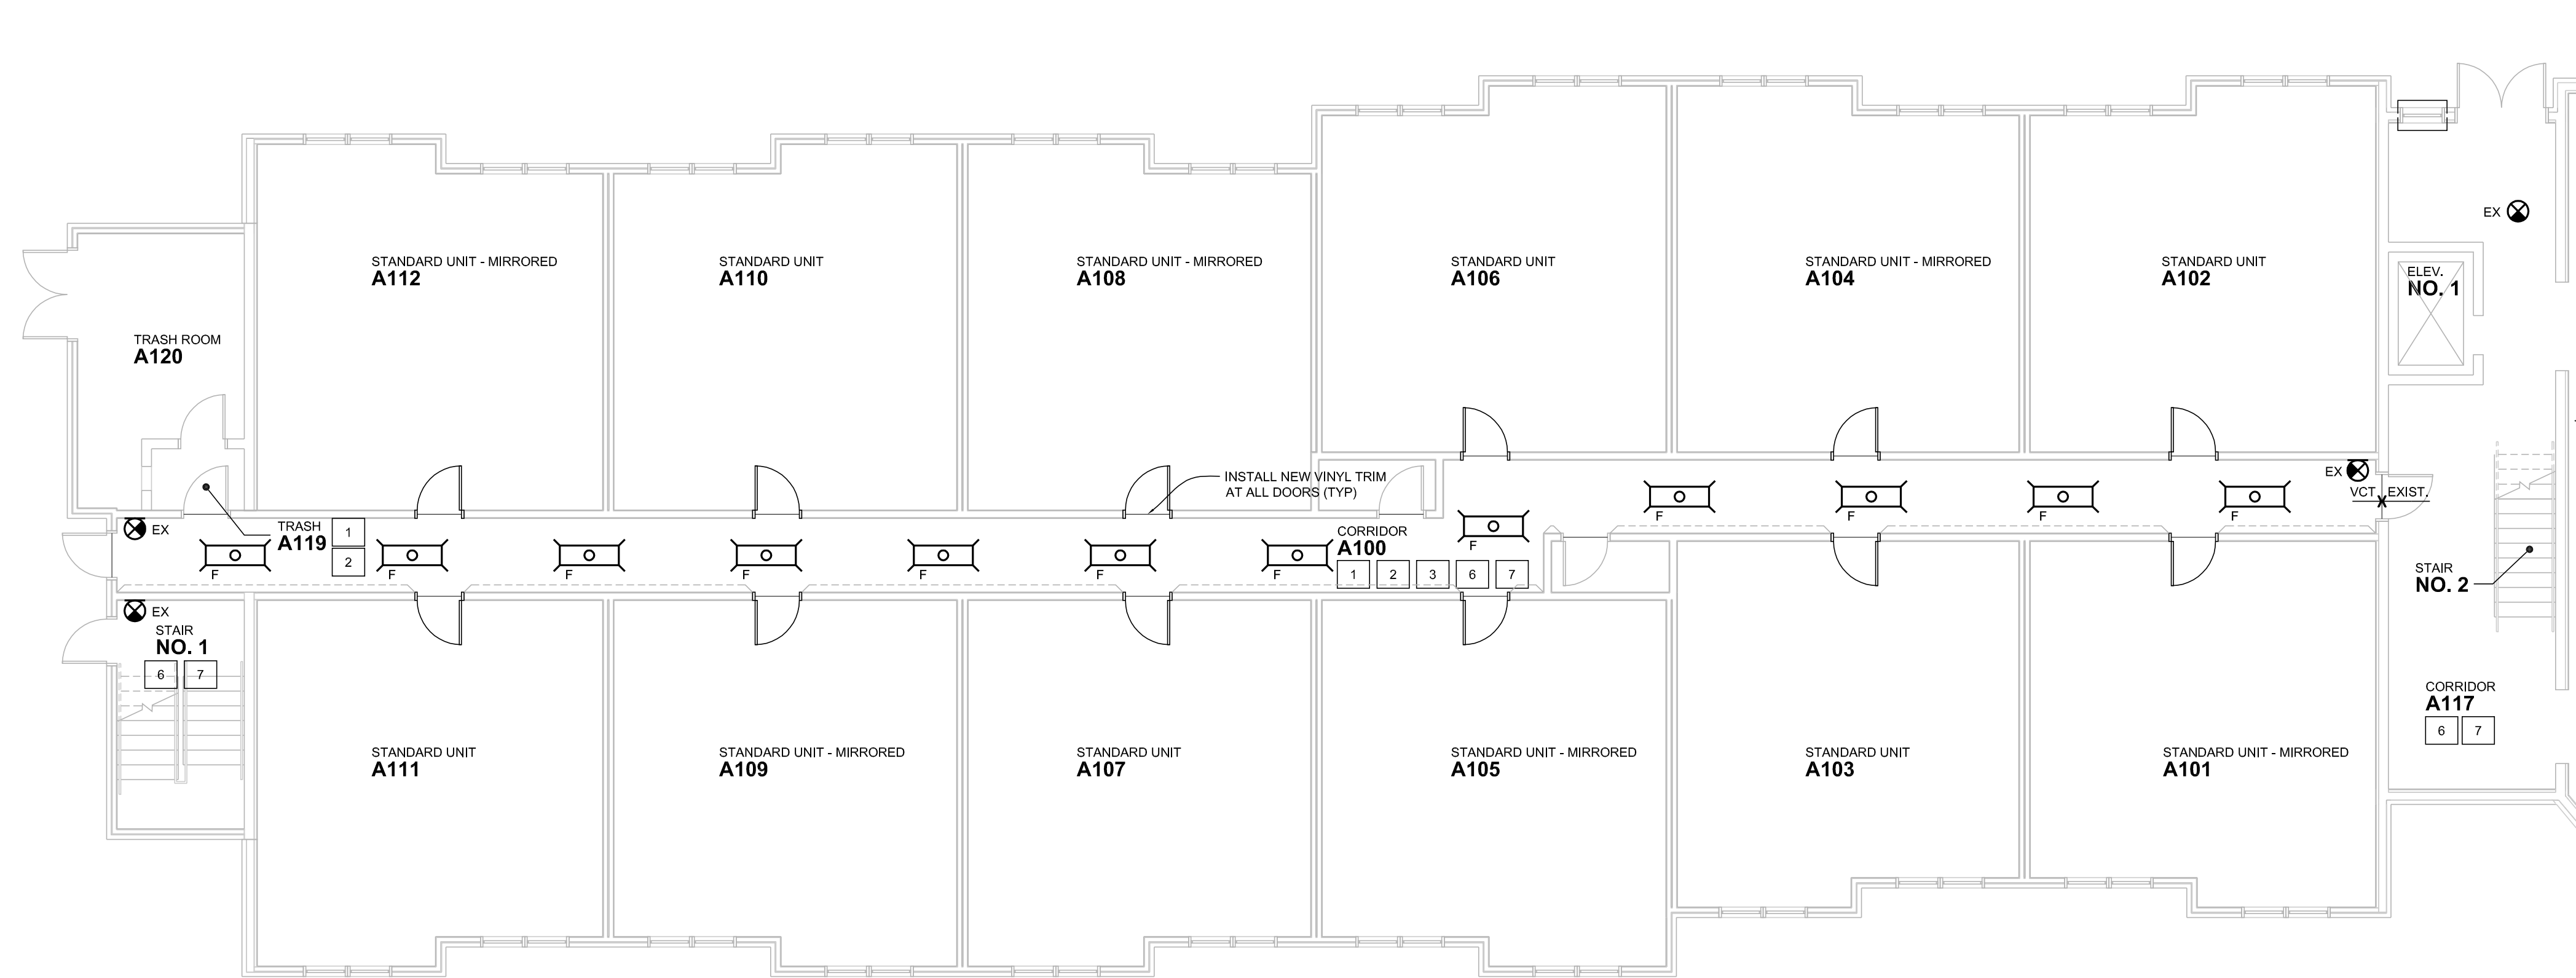 STANDARD UNIT - MIRRORED
A112
STANDARD UNIT
A110
STANDARD UNIT - MIRRORED
A108
STANDARD UNIT
A106
STANDARD UNIT - MIRRORED
A104
STANDARD UNIT
A102
EX
ELEV.
NO. 1
TRASH ROOM
A120
INSTALL NEW VINYL TRIM
AT ALL DOORS (TYP)
EX
VCT
EXIST.
F
F
F
F
EX
TRASH
A119
1
2
CORRIDOR
A100
1
2
3
6
7
F
F
F
F
F
F
F
F
EX
STAIR
NO. 1
6
7
STAIR
NO. 2
CORRIDOR
A117
6
7
STANDARD UNIT
A111
STANDARD UNIT - MIRRORED
A109
STANDARD UNIT
A107
STANDARD UNIT - MIRRORED
A105
STANDARD UNIT
A103
STANDARD UNIT - MIRRORED
A101